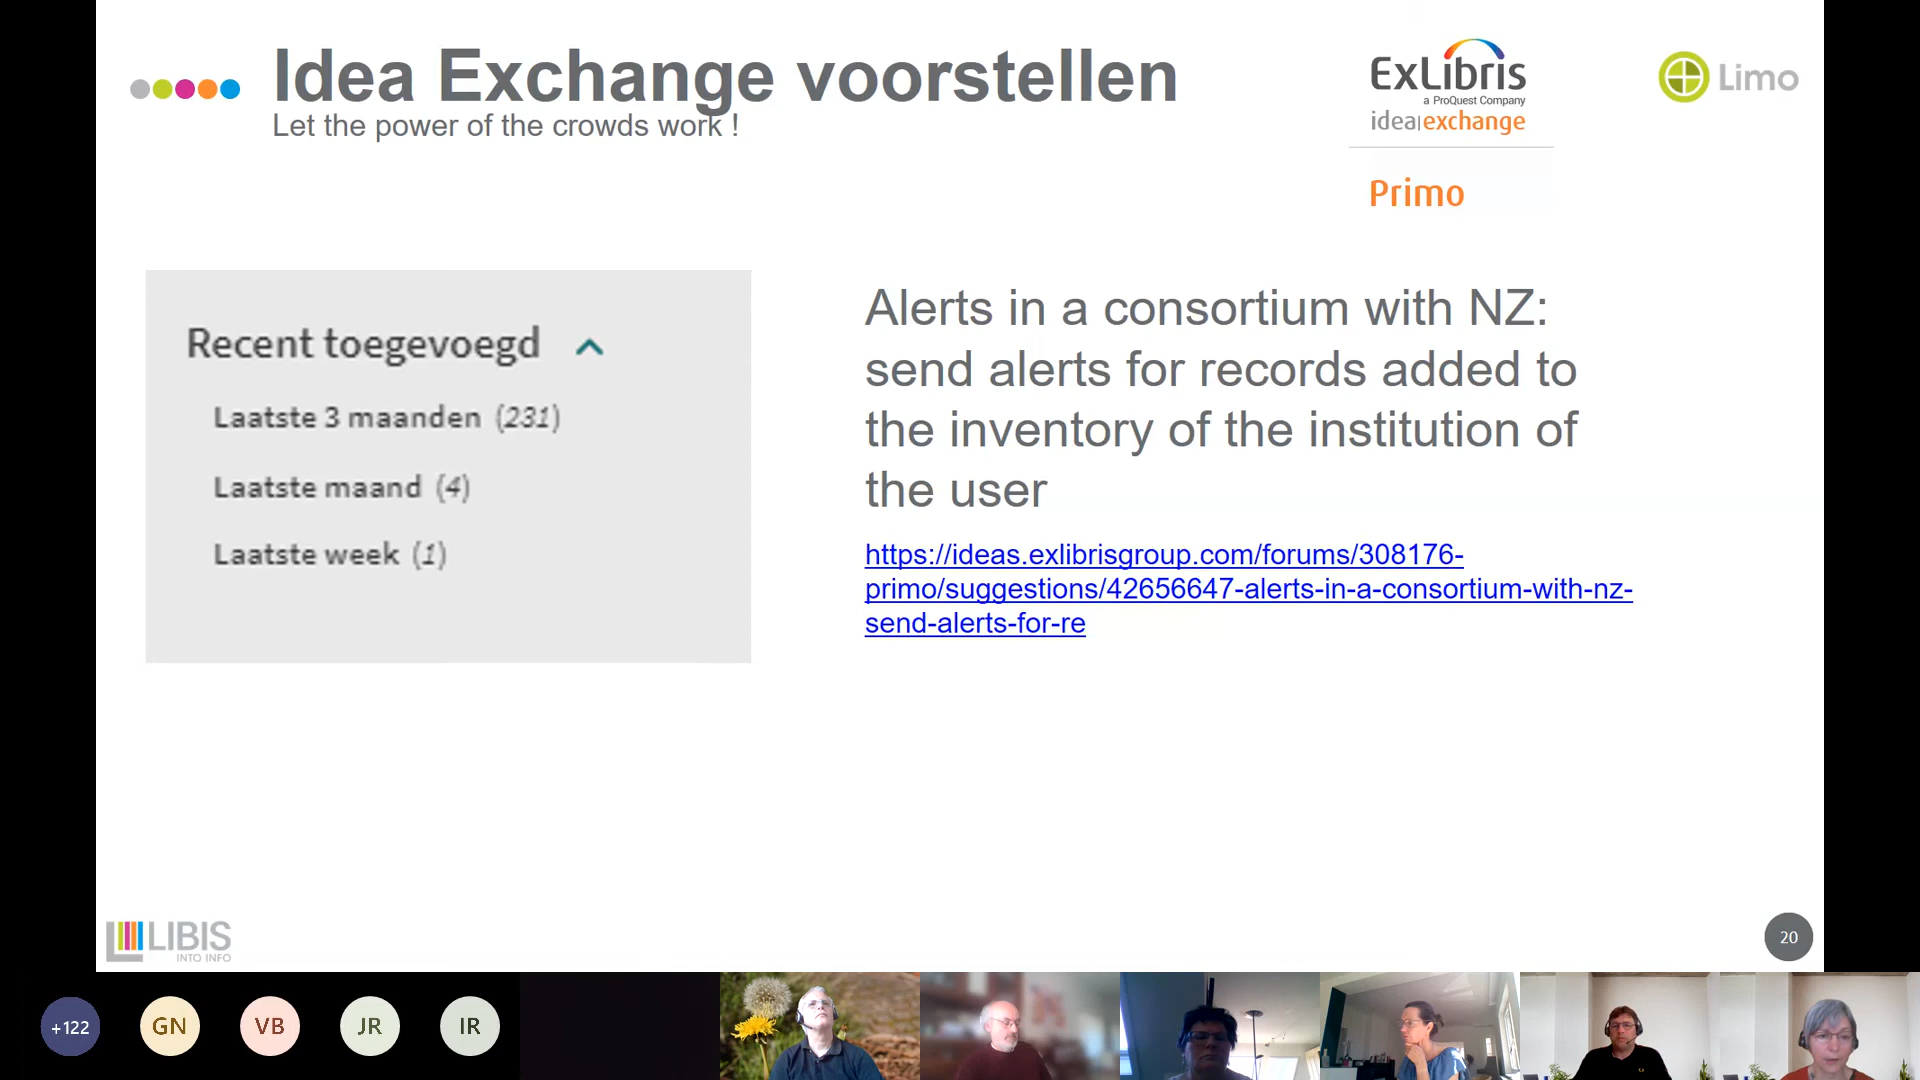 Idea Exchange voorstellen
Let the power of the crowds work !
ExLibris
a ProQuest Company
idea|exchange
Primo
Limo
Recent toegevoegd
Laatste 3 maanden (231)
Laatste maand (4)
Laatste week (1)
Alerts in a consortium with NZ:
send alerts for records added to
the inventory of the institution of
the user
https://ideas.exlibrisgroup.com/forums/308176-
primo/suggestions/42656647-alerts-in-a-consortium-with-nz-
send-alerts-for-re
LIBIS
INTO INFO
20
+122
GN
VB
JR
IR